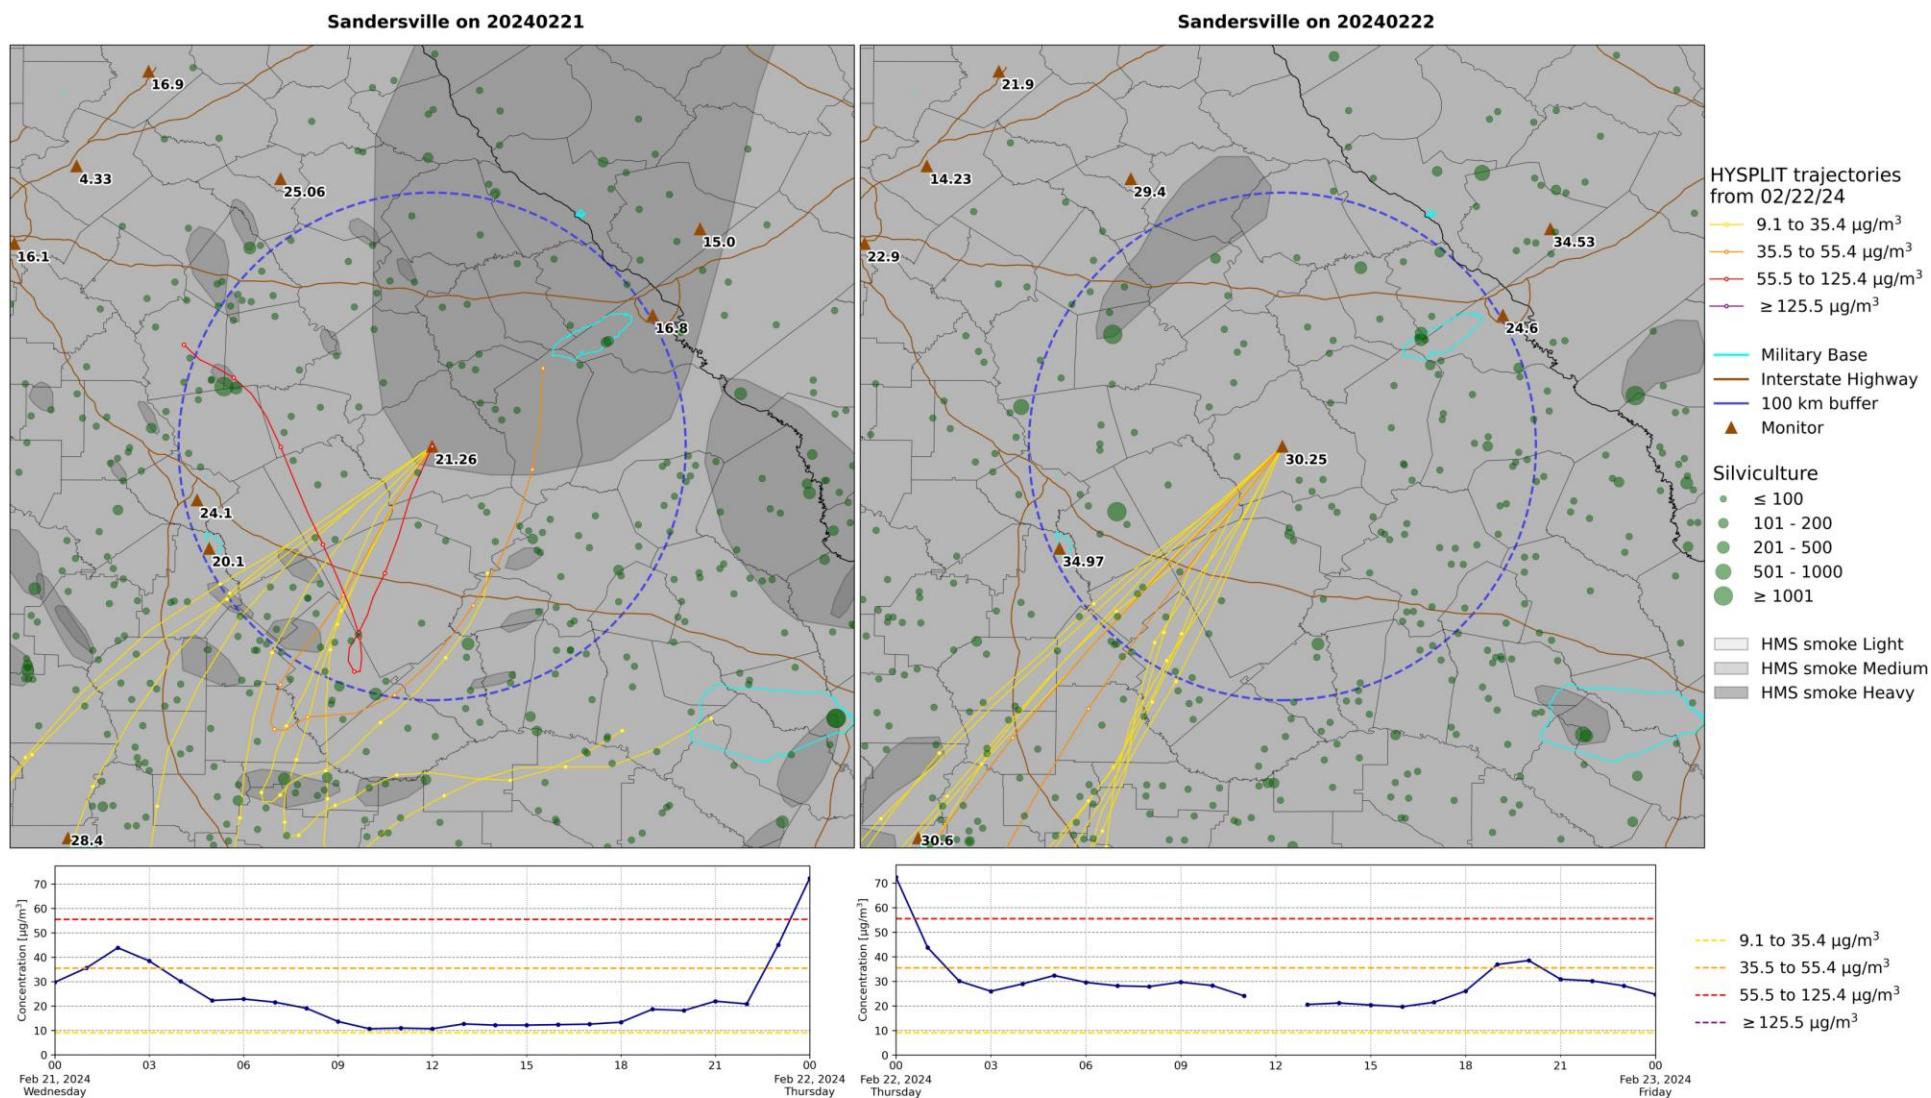 Sandersville on 20240221
16.9
4.33
25.06
15.0
16.1
16.8
21.26
24.1
20.1
28.4
Sandersville on 20240222
21.9
14.23
29.4
34.53
22.9
24.6
30.25
34.97
30.6
HYSPLIT trajectories
from 02/22/24
9.1 to 35.4 µg/m³
35.5 to 55.4 µg/m³
55.5 to 125.4 µg/m³
≥ 125.5 µg/m³
Military Base
Interstate Highway
100 km buffer
Monitor
Silviculture
≤ 100
101 - 200
201 - 500
501 - 1000
≥ 1001
HMS smoke Light
HMS smoke Medium
HMS smoke Heavy
Concentration [µg/m³]
70
60
50
40
30
20
10
0
00 03 06 09 12 15 18 21 00
Feb 21, 2024 Feb 22, 2024
Wednesday Thursday
Concentration [µg/m³]
70
60
50
40
30
20
10
0
00 03 06 09 12 15 18 21 00
Feb 22, 2024 Feb 23, 2024
Thursday Friday
9.1 to 35.4 µg/m³
35.5 to 55.4 µg/m³
55.5 to 125.4 µg/m³
≥ 125.5 µg/m³